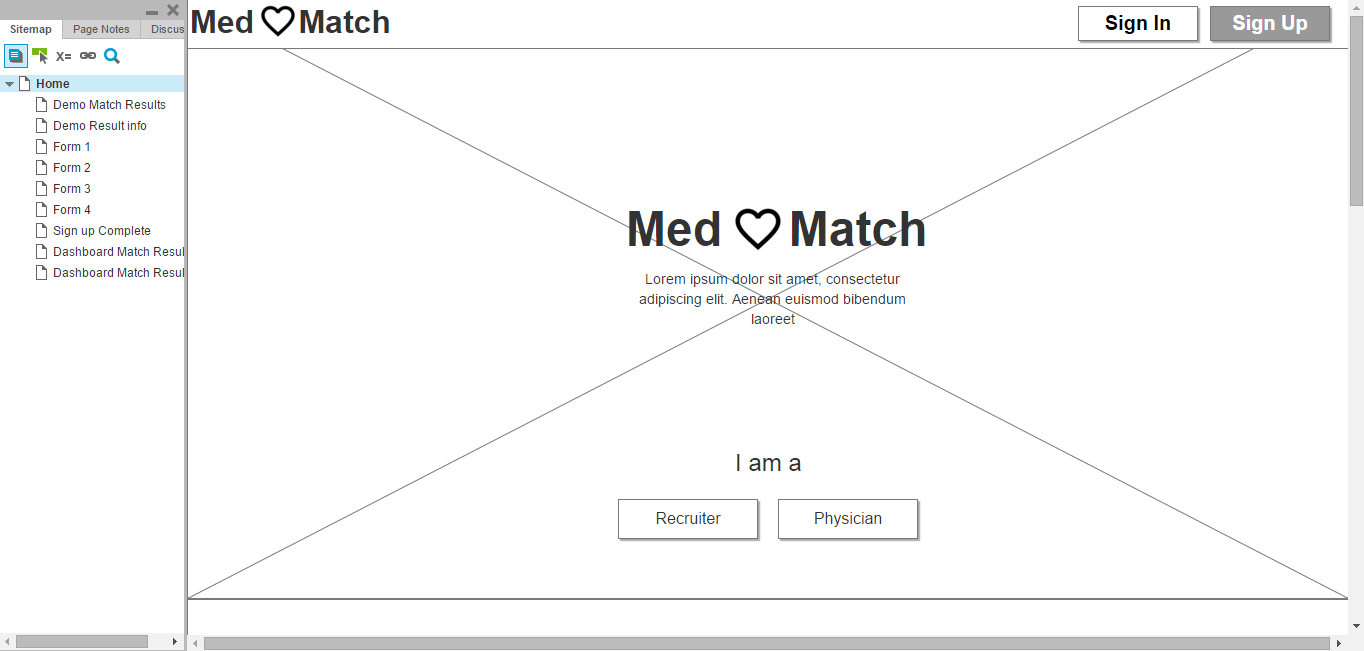 Sitemap Page Notes Discus
X=
Home
Demo Match Results
Demo Result info
Form 1
Form 2
Form 3
Form 4
Sign up Complete
Dashboard Match Resul
Dashboard Match Resul
Med Match
Sign In Sign Up
Med Match
Lorem ipsum dolor sit amet, consectetur
adipiscing elit. Aenean euismod bibendum
laoreet
I am a
Recruiter Physician